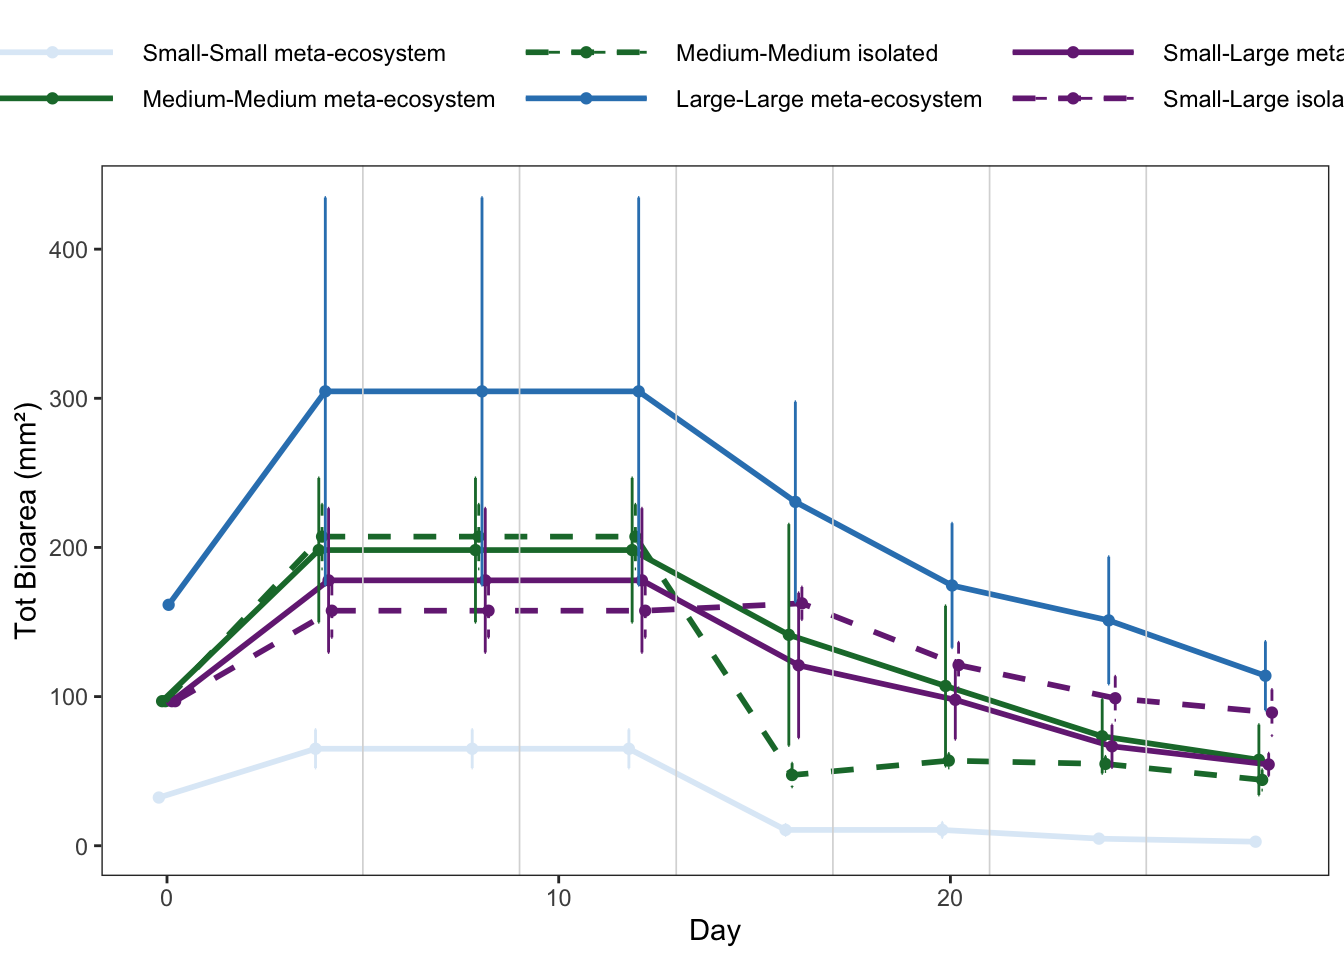 Small-Small meta-ecosystem Medium-Medium isolated Small-Large meta
Medium-Medium meta-ecosystem Large-Large meta-ecosystem Small-Large isola
400
300
200
100
0
Tot Bioarea (mm²)
0 10 20
Day